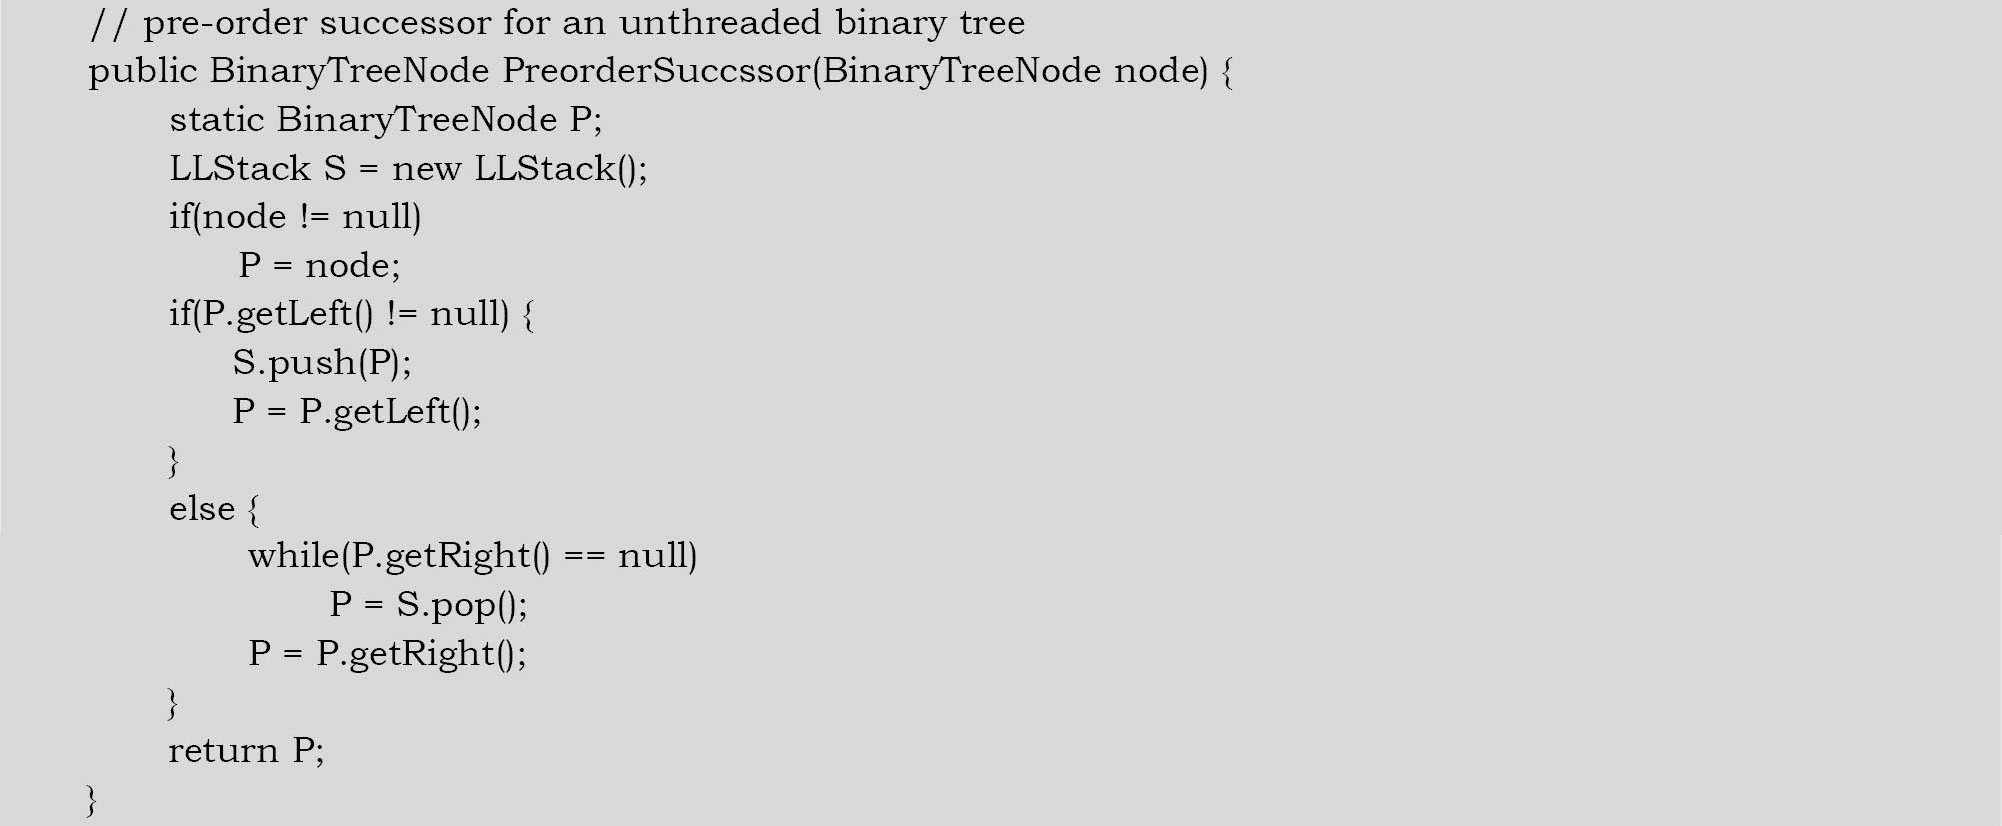 // pre-order successor for an unthreaded binary tree
public BinaryTreeNode PreorderSuccssor(BinaryTreeNode node) {
static BinaryTreeNode P;
LLStack S = new LLStack();
if(node != null)
P = node;
if(P.getLeft() != null) {
S.push(P);
P = P.getLeft();
}
else {
while(P.getRight() == null)
P = S.pop();
P = P.getRight();
}
return P;
}